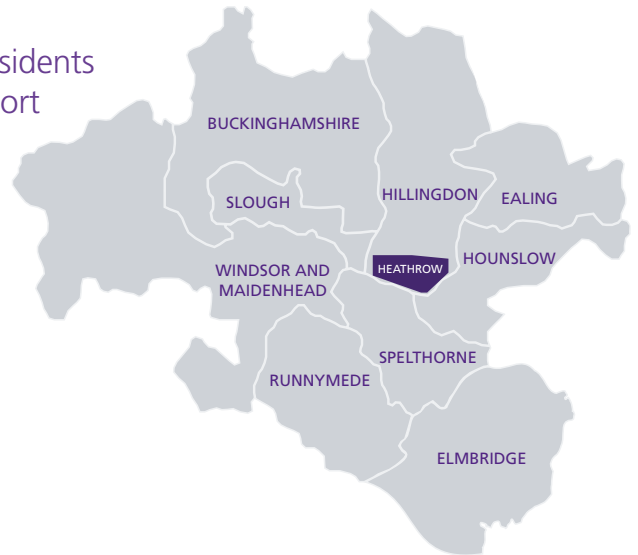 sidents
ort
BUCKINGHAMSHIRE
SLOUGH
HILLINGDON
EALING
WINDSOR AND
MAIDENHEAD
HEATHROW
HOUNSLOW
SPELTHORNE
RUNNYMEDE
ELMBRIDGE